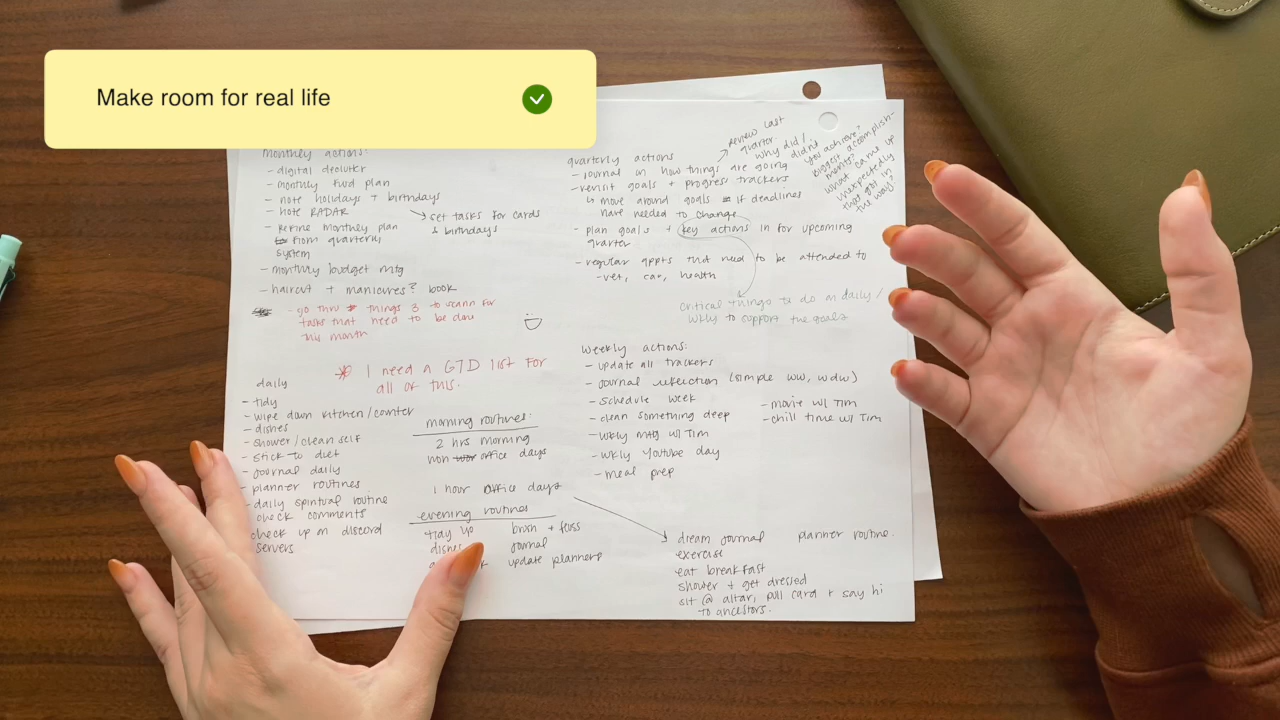 Make room for real life
monthly actions:
- digital declutter
- monthly fwd plan
- note holidays + birthdays
- note RADAR
set tasks for cards
& birthdays
- refine monthly plan
from quarterly
system
- monthly budget mtg
- haircut + manicures? book
- go thru things 3 to scann for
tasks that need to be done
this month
I need a GTD list for
all of this.
daily
- tidy
- wipe down kitchen/counter
- dishes
- shower/clean self
- stick to diet
- journal daily
- planner routines
- daily spiritual routine
check comments
check up on discord
servers
morning routines:
2 hrs morning
non office days
1 hour office days
evening routines
tidy up
dishes
brush + floss
journal
update planners
quarterly actions
- journal on how things are going
- revisit goals + progress trackers
move around goals if deadlines
have needed to change
- plan goals + key actions in for upcoming
quarter
- regular appts that need to be attended to
- vet, car, health
review last
quarter.
why did/
didn't
you achieve?
biggest accomplish-
ments?
what came up
unexpectedly
that got in
the way?
critical things to do on daily/
wkly to support the goals
weekly actions:
- update all trackers
- journal reflection (simple ww, wdw)
- schedule week
- clean something deep
- wkly mtg w/ Tim
- wkly youtube day
- meal prep
- movie w/ Tim
- chill time w/ Tim
dream journal planner routine.
exercise
eat breakfast
shower + get dressed
sit @ altar, pull card + say hi
to ancestors.